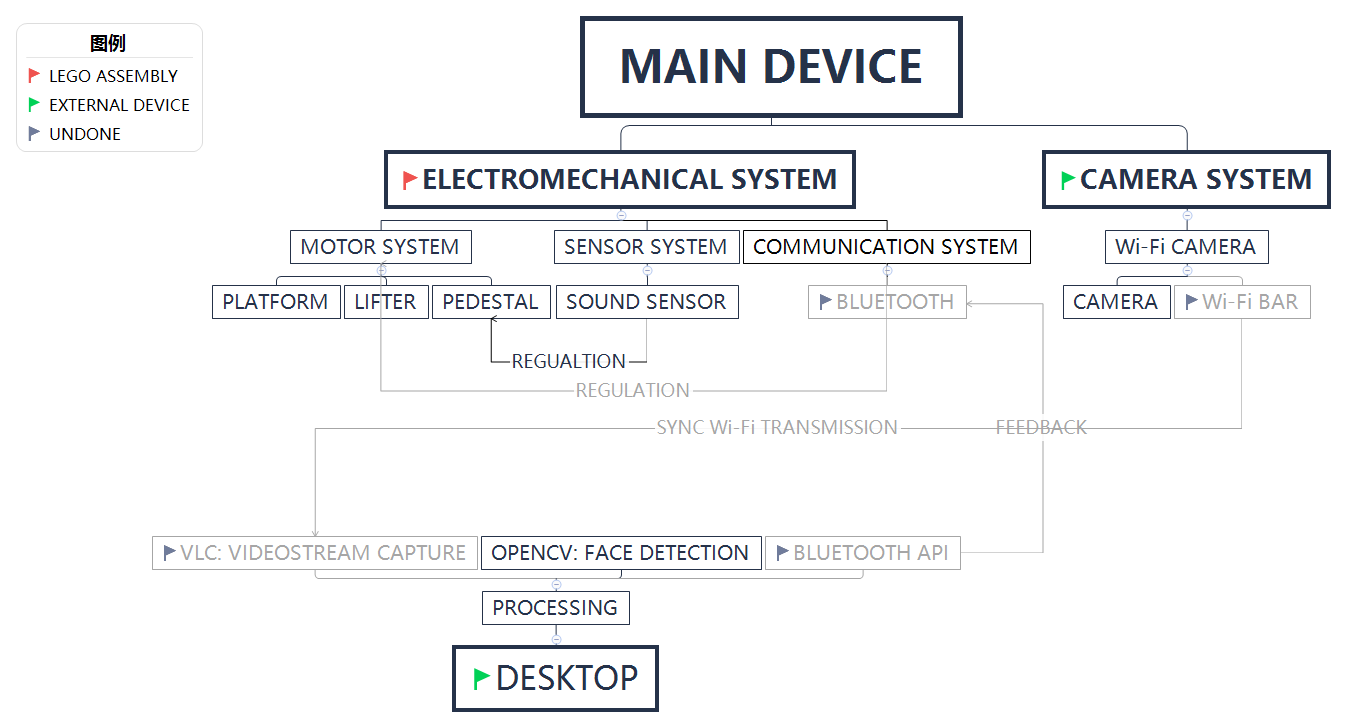 图例
LEGO ASSEMBLY
EXTERNAL DEVICE
UNDONE
MAIN DEVICE
ELECTROMECHANICAL SYSTEM
CAMERA SYSTEM
MOTOR SYSTEM
SENSOR SYSTEM
COMMUNICATION SYSTEM
Wi-Fi CAMERA
PLATFORM
LIFTER
PEDESTAL
SOUND SENSOR
BLUETOOTH
CAMERA
Wi-Fi BAR
REGUALTION
REGULATION
SYNC Wi-Fi TRANSMISSION
FEEDBACK
VLC: VIDEOSTREAM CAPTURE
OPENCV: FACE DETECTION
BLUETOOTH API
PROCESSING
DESKTOP